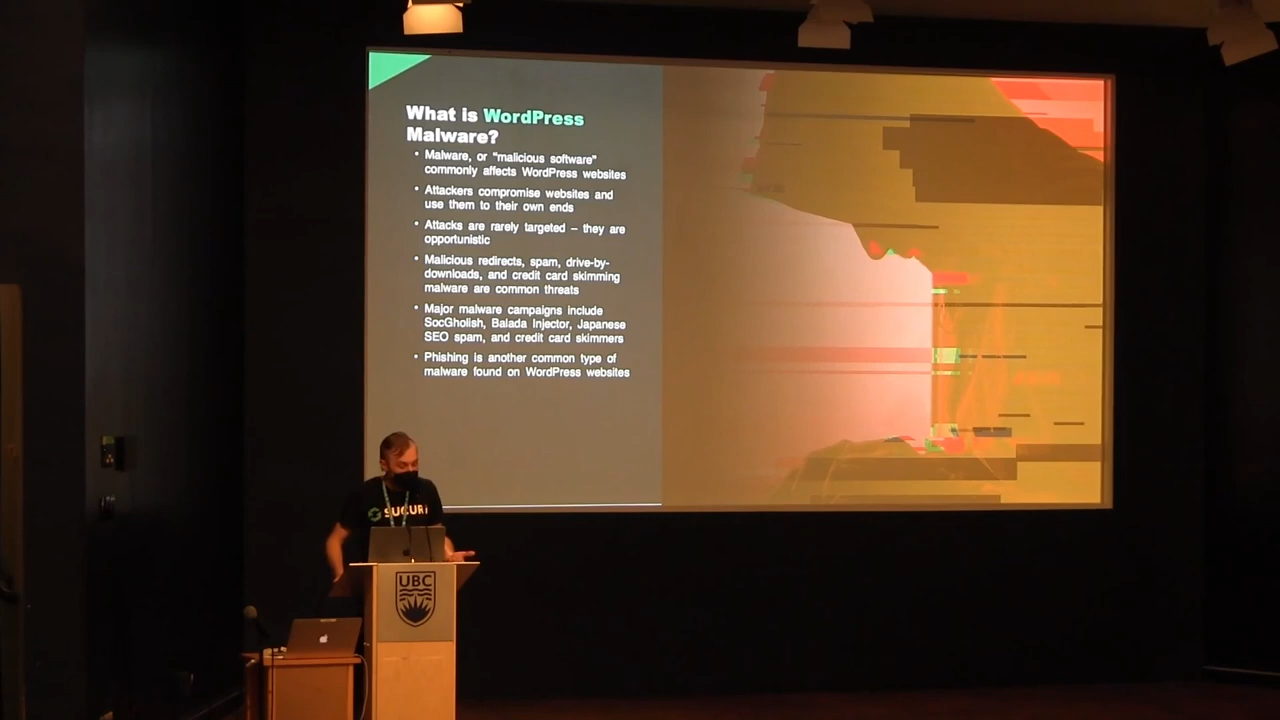 What is WordPress
Malware?
• Malware, or “malicious software”
commonly affects WordPress websites
• Attackers compromise websites and
use them to their own ends
• Attacks are rarely targeted – they are
opportunistic
• Malicious redirects, spam, drive-by-
downloads, and credit card skimming
malware are common threats
• Major malware campaigns include
SocGholish, Balada Injector, Japanese
SEO spam, and credit card skimmers
• Phishing is another common type of
malware found on WordPress websites
SUCURI
UBC